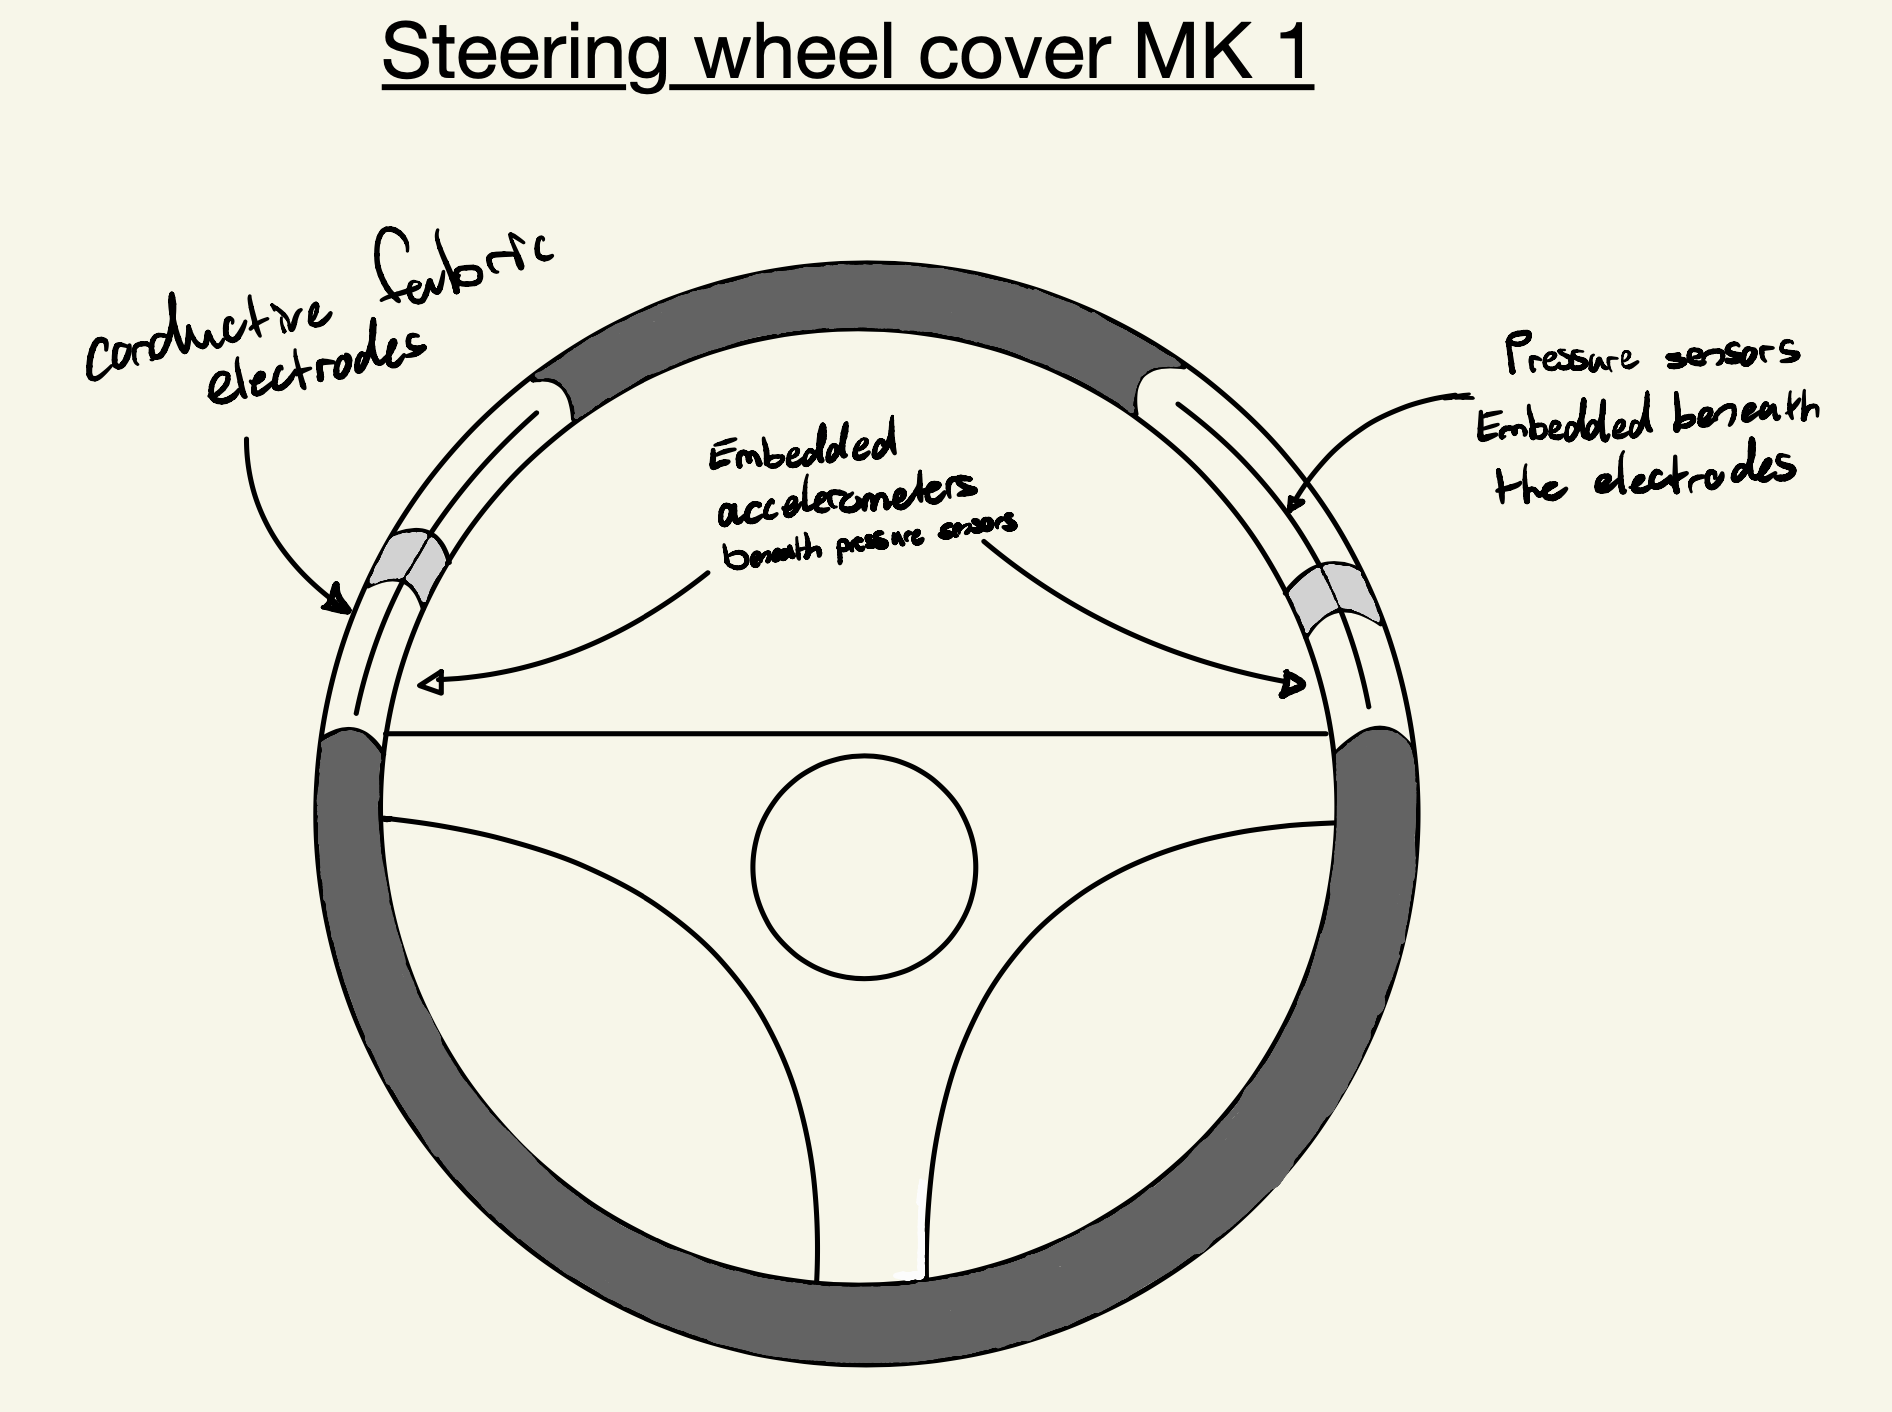 Steering wheel cover MK 1
conductive fabric
electrodes
Embedded
accelerometers
beneath pressure sensors
Pressure sensors
Embedded beneath
the electrodes